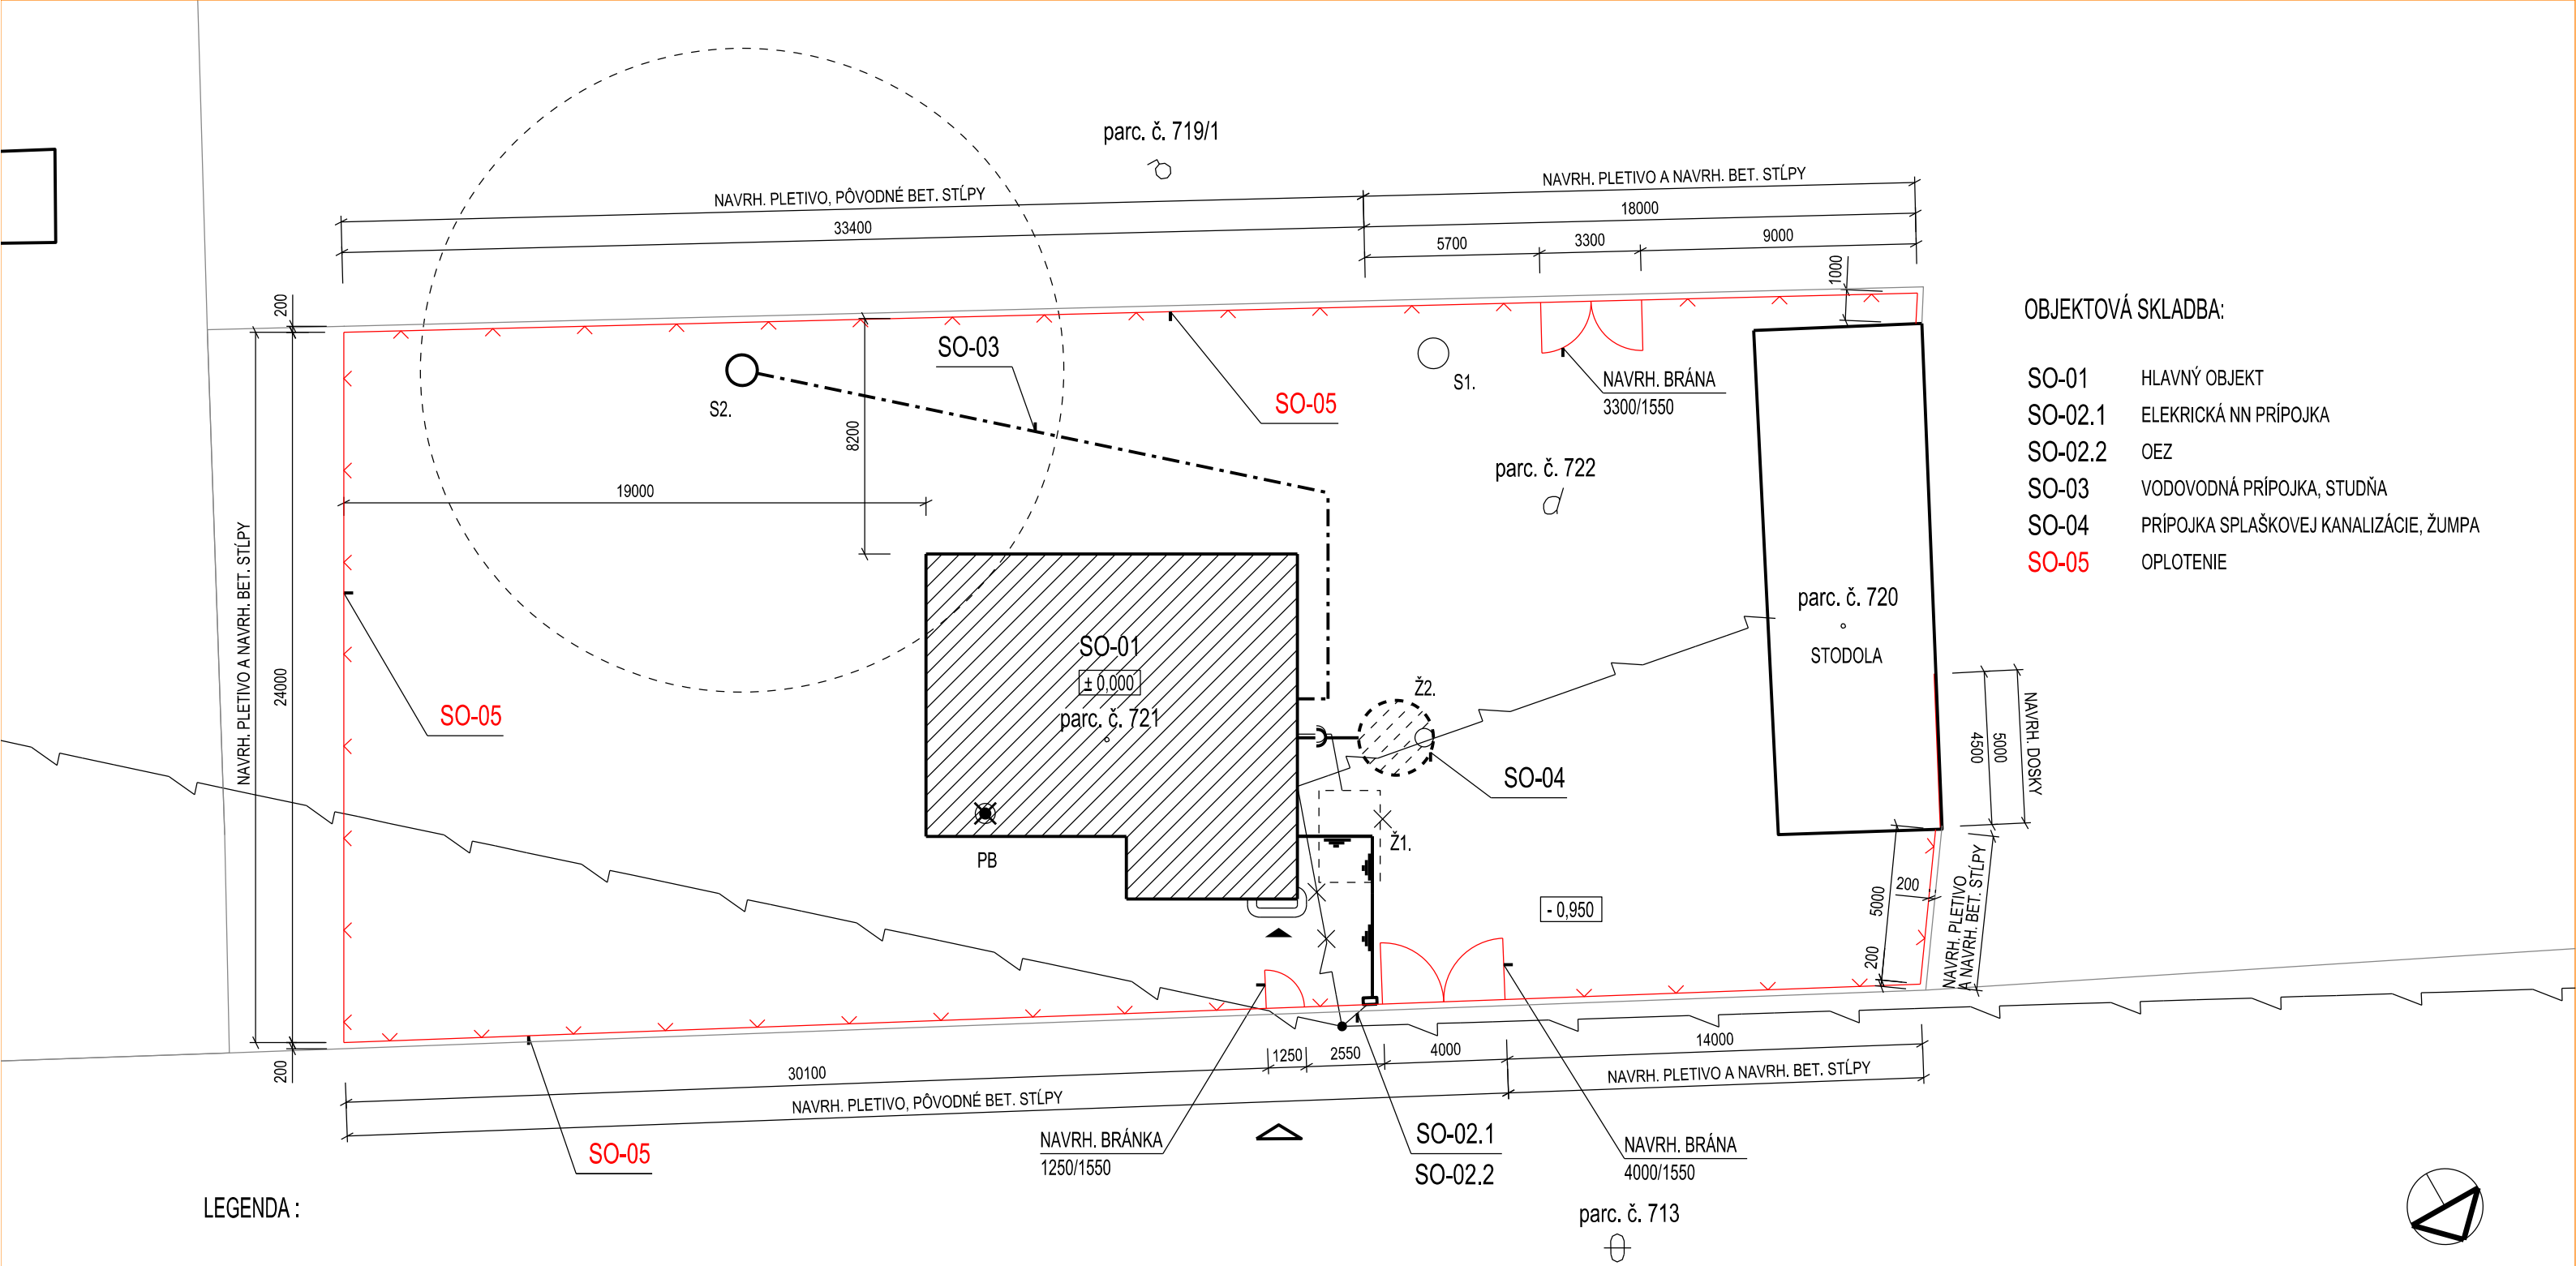 parc. č. 719/1
NAVRH. PLETIVO, PÔVODNÉ BET. STĹPY
NAVRH. PLETIVO A NAVRH. BET. STĹPY
33400
18000
5700
3300
9000
1000
200
OBJEKTOVÁ SKLADBA:
SO-01 HLAVNÝ OBJEKT
SO-02.1 ELEKRICKÁ NN PRÍPOJKA
SO-02.2 OEZ
SO-03 VODOVODNÁ PRÍPOJKA, STUDŇA
SO-04 PRÍPOJKA SPLAŠKOVEJ KANALIZÁCIE, ŽUMPA
SO-05 OPLOTENIE
SO-03
S2.
SO-05
S1.
NAVRH. BRÁNA
3300/1550
8200
19000
parc. č. 722
NAVRH. PLETIVO A NAVRH. BET. STĹPY
24000
SO-05
SO-01
± 0,000
parc. č. 721
PB
parc. č. 720
STODOLA
Ž2.
SO-04
Ž1.
4500
5000
NAVRH. DOSKY
- 0,950
5000
200
200
NAVRH. PLETIVO
A NAVRH. BET. STĹPY
200
30100
1250
2550
4000
14000
NAVRH. PLETIVO, PÔVODNÉ BET. STĹPY
NAVRH. PLETIVO A NAVRH. BET. STĹPY
SO-05
NAVRH. BRÁNKA
1250/1550
SO-02.1
SO-02.2
NAVRH. BRÁNA
4000/1550
parc. č. 713
LEGENDA :